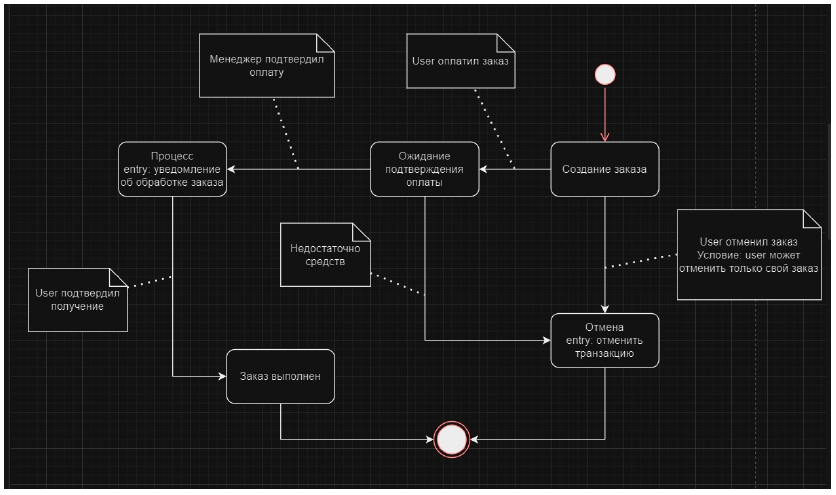 Менеджер подтвердил
оплату
User оплатил заказ
Процесс
entry: уведомление
об обработке заказа
Ожидание
подтверждения
оплаты
Создание заказа
Недостаточно
средств
User отменил заказ
Условие: user может
отменить только свой заказ
User подтвердил
получение
Отмена
entry: отменить
транзакцию
Заказ выполнен